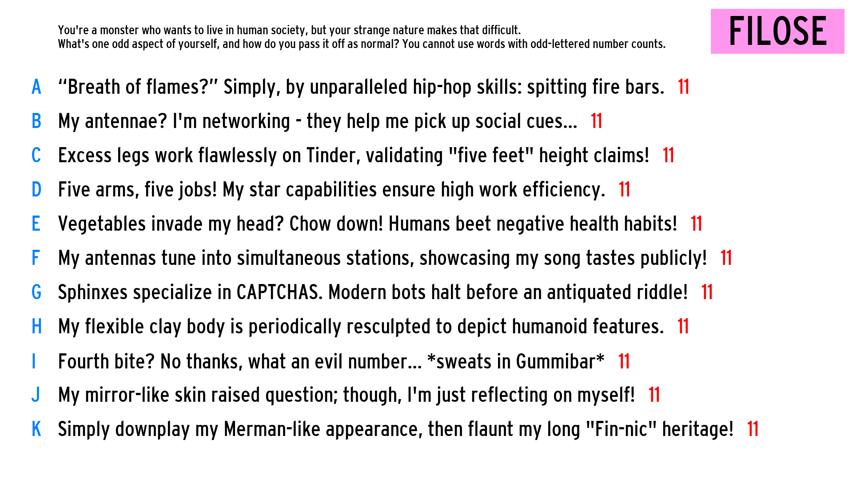 You're a monster who wants to live in human society, but your strange nature makes that difficult.
What's one odd aspect of yourself, and how do you pass it off as normal? You cannot use words with odd-lettered number counts.
FILOSE
A “Breath of flames?” Simply, by unparalleled hip-hop skills: spitting fire bars. 11
B My antennae? I'm networking - they help me pick up social cues... 11
C Excess legs work flawlessly on Tinder, validating "five feet" height claims! 11
D Five arms, five jobs! My star capabilities ensure high work efficiency. 11
E Vegetables invade my head? Chow down! Humans beet negative health habits! 11
F My antennas tune into simultaneous stations, showcasing my song tastes publicly! 11
G Sphinxes specialize in CAPTCHAS. Modern bots halt before an antiquated riddle! 11
H My flexible clay body is periodically resculpted to depict humanoid features. 11
I Fourth bite? No thanks, what an evil number... *sweats in Gummibar* 11
J My mirror-like skin raised question; though, I'm just reflecting on myself! 11
K Simply downplay my Merman-like appearance, then flaunt my long "Fin-nic" heritage! 11